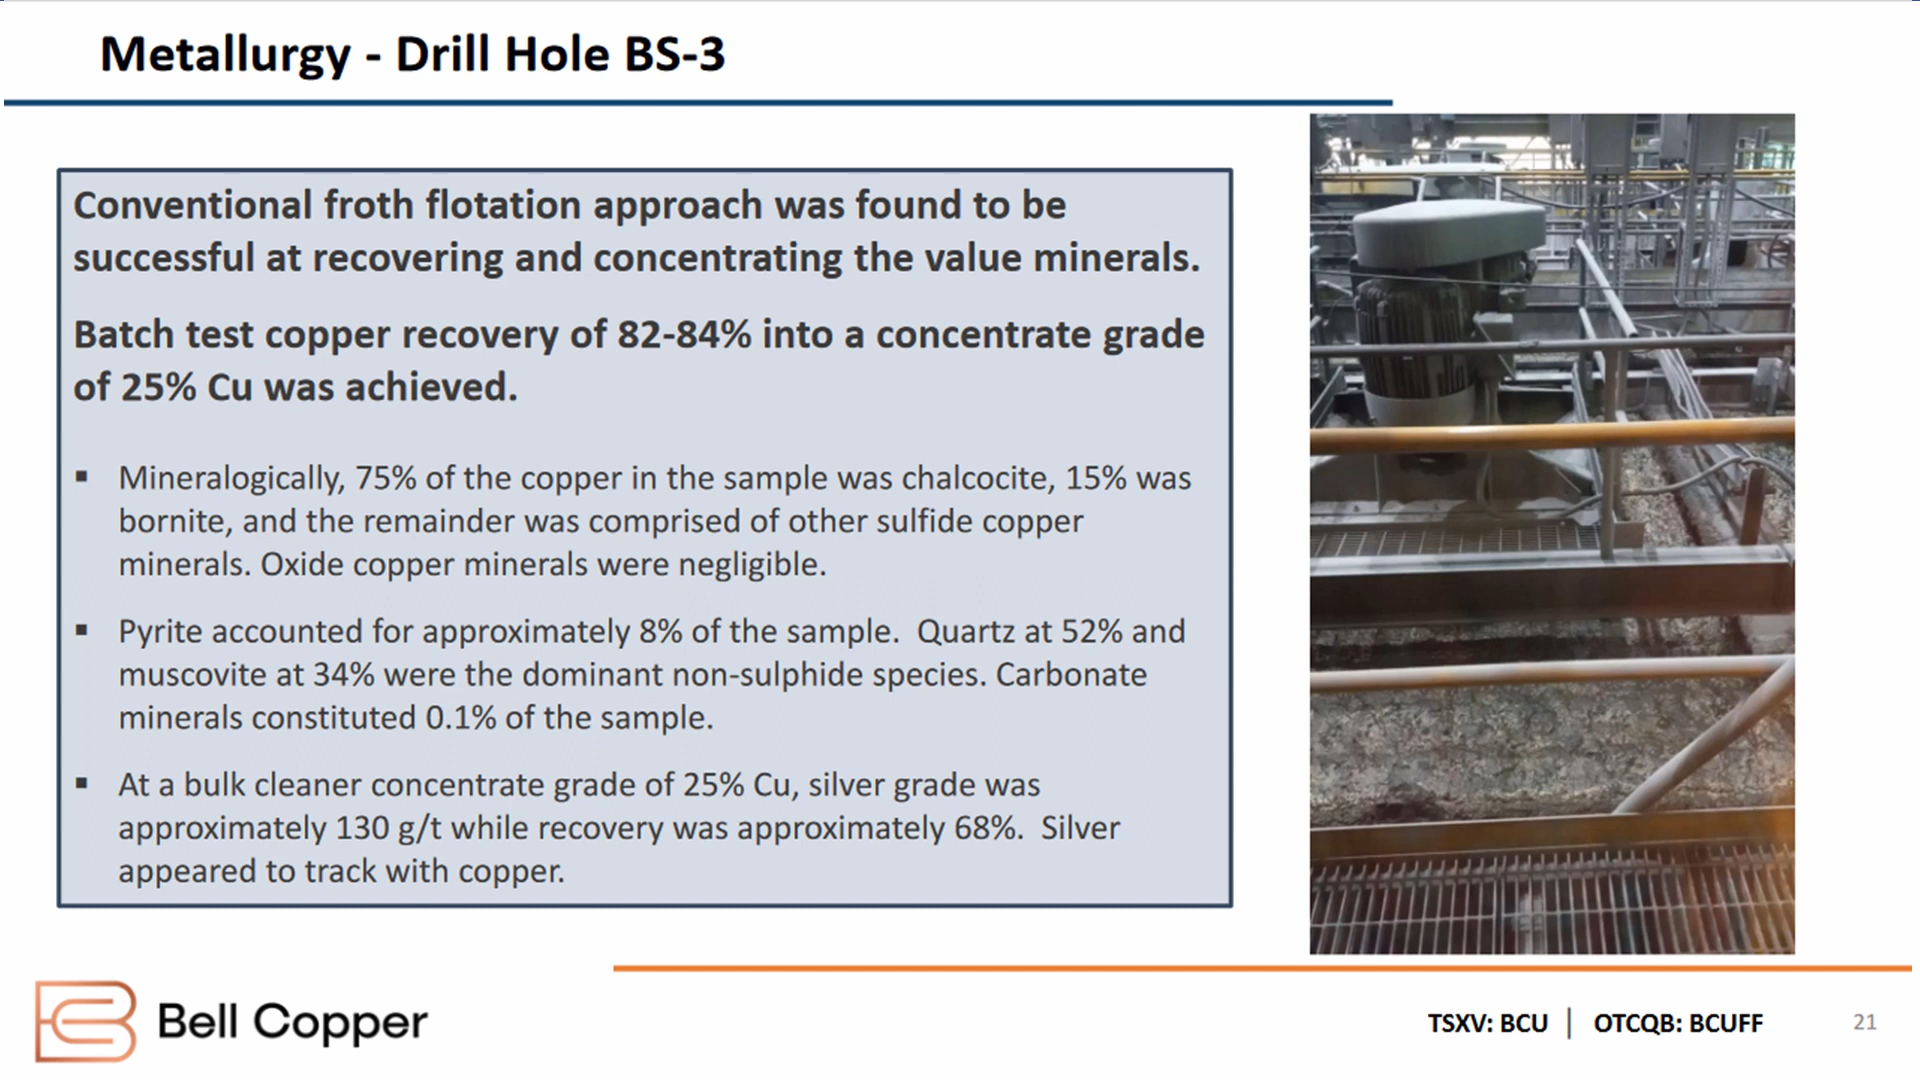 Metallurgy - Drill Hole BS-3
Conventional froth flotation approach was found to be
successful at recovering and concentrating the value minerals.
Batch test copper recovery of 82-84% into a concentrate grade
of 25% Cu was achieved.
▪ Mineralogically, 75% of the copper in the sample was chalcocite, 15% was
bornite, and the remainder was comprised of other sulfide copper
minerals. Oxide copper minerals were negligible.
▪ Pyrite accounted for approximately 8% of the sample.  Quartz at 52% and
muscovite at 34% were the dominant non-sulphide species. Carbonate
minerals constituted 0.1% of the sample.
▪ At a bulk cleaner concentrate grade of 25% Cu, silver grade was
approximately 130 g/t while recovery was approximately 68%.  Silver
appeared to track with copper.
Bell Copper
TSXV: BCU | OTCQB: BCUFF
21